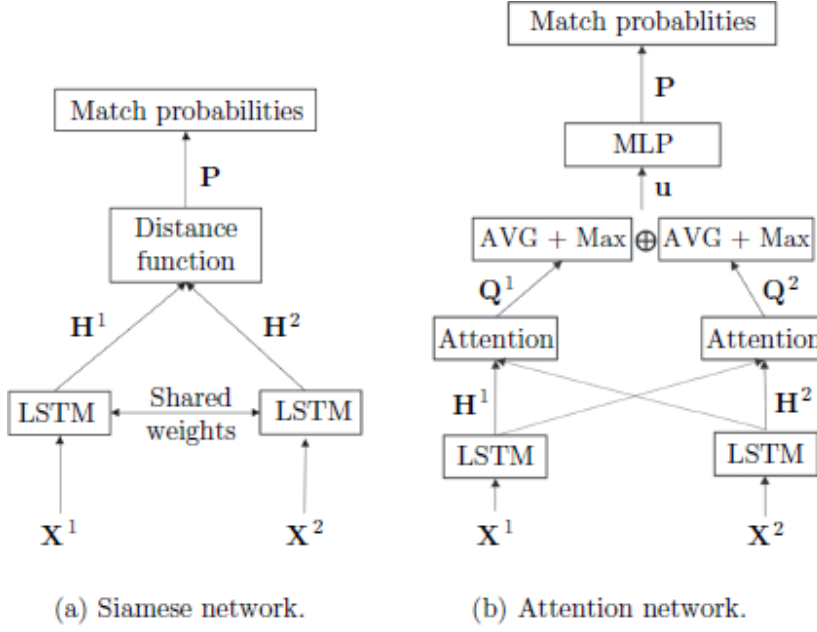 Match probabilities
P
Distance
function
H1
H2
LSTM
Shared
weights
LSTM
X1
X2
(a) Siamese network.
Match probablities
P
MLP
u
AVG + Max ⊕ AVG + Max
Q1
Q2
Attention
Attention
H1
H2
LSTM
LSTM
X1
X2
(b) Attention network.